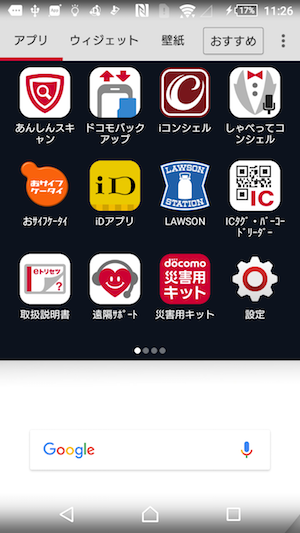 17% 11:26
アプリ ウィジェット 壁紙 おすすめ
あんしんスキャン
ドコモバックアップ
iコンシェル
しゃべってコンシェル
おサイフケータイ
iD
LAWSON
STATION
IC
おサイフケータイ
iDアプリ
LAWSON
ICタグ・バーコードリーダー
eトリセツ
?
docomo
災害用
キット
取扱説明書
遠隔サポート
災害用キット
設定
Google